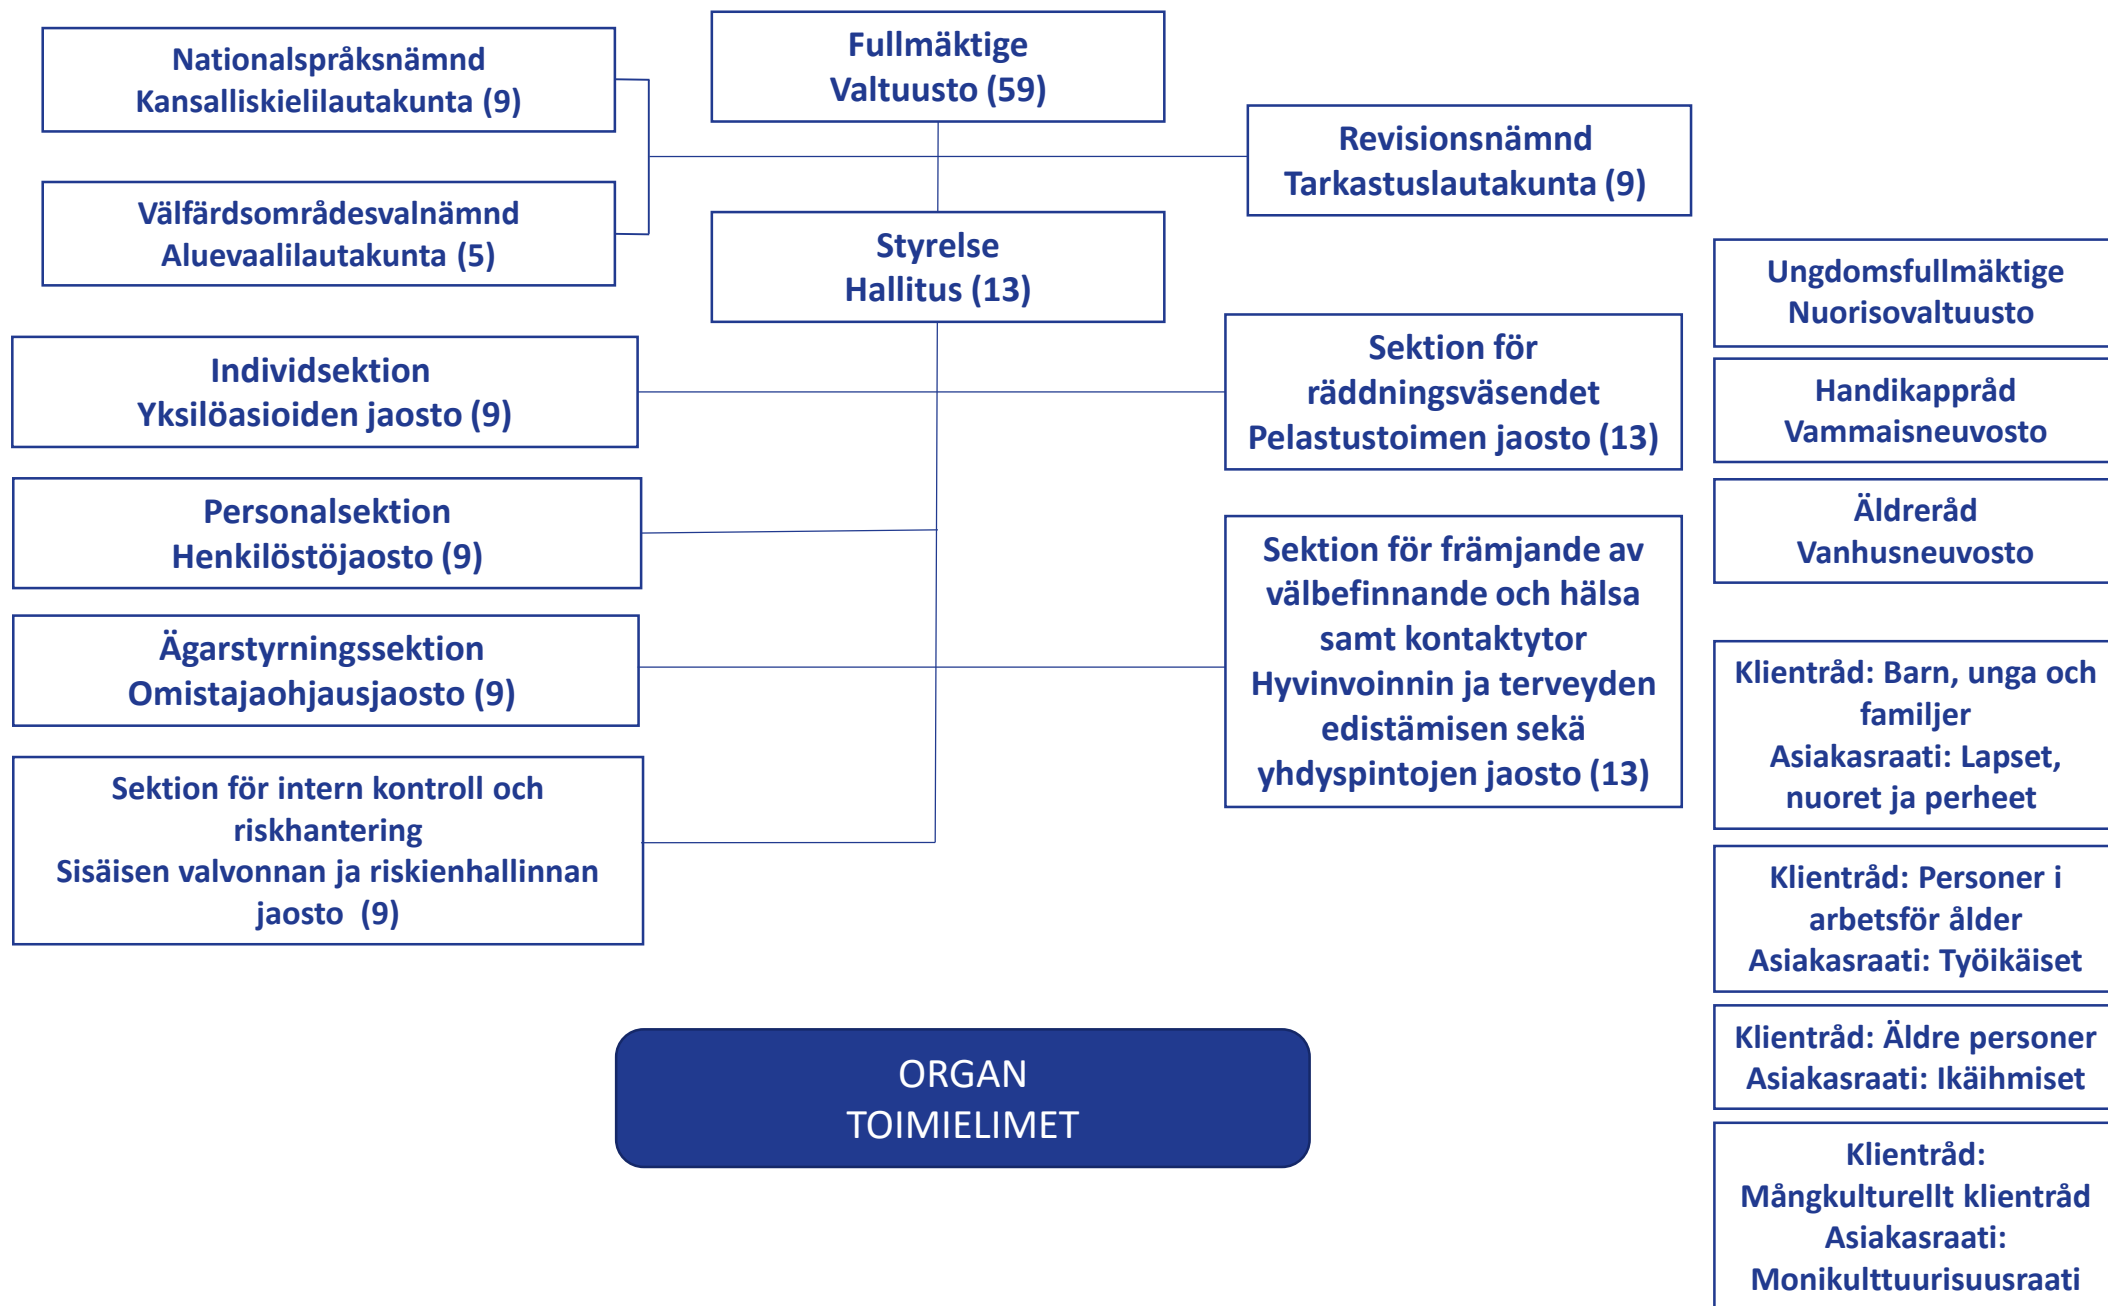 Nationalspråksnämnd
Kansalliskielilautakunta (9)
Fullmäktige
Valtuusto (59)
Revisionsnämnd
Tarkastuslautakunta (9)
Välfärdsområdesvalnämnd
Aluevaalilautakunta (5)
Styrelse
Hallitus (13)
Individsektion
Yksilöasioiden jaosto (9)
Sektion för
räddningsväsendet
Pelastustoimen jaosto (13)
Personalsektion
Henkilöstöjaosto (9)
Sektion för främjande av
välbefinnande och hälsa
samt kontaktytor
Hyvinvoinnin ja terveyden
edistämisen sekä
yhdyspintojen jaosto (13)
Ägarstyrningssektion
Omistajaohjausjaosto (9)
Sektion för intern kontroll och
riskhantering
Sisäisen valvonnan ja riskienhallinnan
jaosto  (9)
Ungdomsfullmäktige
Nuorisovaltuusto
Handikappråd
Vammaisneuvosto
Äldreråd
Vanhusneuvosto
Klientråd: Barn, unga och
familjer
Asiakasraati: Lapset,
nuoret ja perheet
Klientråd: Personer i
arbetsför ålder
Asiakasraati: Työikäiset
Klientråd: Äldre personer
Asiakasraati: Ikäihmiset
Klientråd:
Mångkulturellt klientråd
Asiakasraati:
Monikulttuurisuusraati
ORGAN
TOIMIELIMET